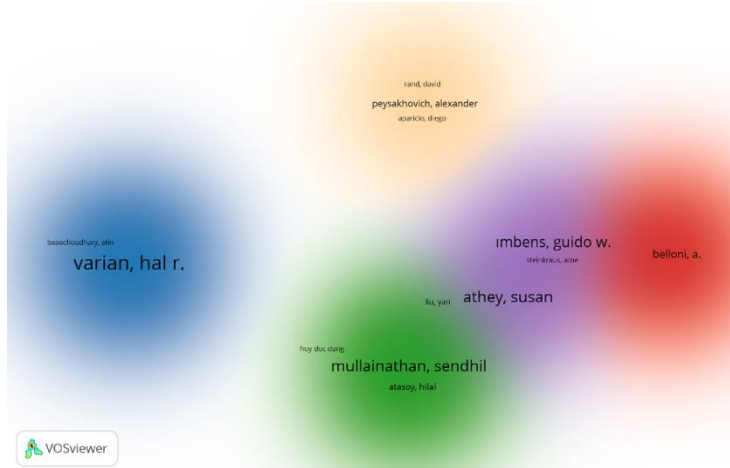 rand, david
peysakhovich, alexander
aparicio, diego
basuchoudhary, atin
varian, hal r.
imbens, guido w.
steinkraus, arne
belloni, a.
liu, yan
athey, susan
huy duc dang
mullainathan, sendhil
atasoy, hilal
VOSviewer